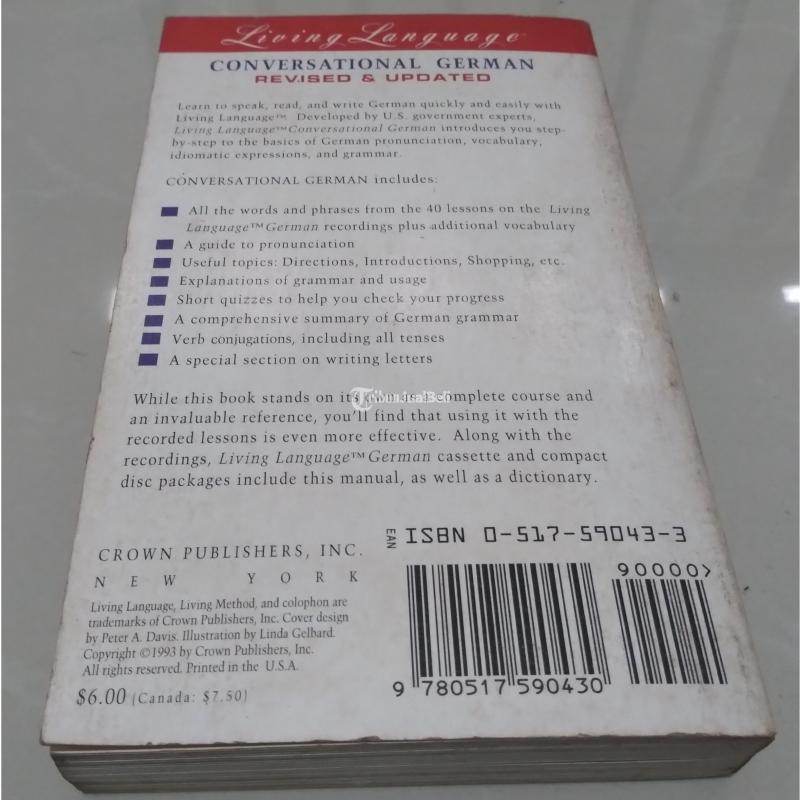 Living Language
CONVERSATIONAL GERMAN
REVISED & UPDATED
Learn to speak, read, and write German quickly and easily with
Living Language™. Developed by U.S. government experts,
Living Language™ Conversational German introduces you step-
by-step to the basics of German pronunciation, vocabulary,
idiomatic expressions, and grammar.
CONVERSATIONAL GERMAN includes:
All the words and phrases from the 40 lessons on the Living
Language™ German recordings plus additional vocabulary
A guide to pronunciation
Useful topics: Directions, Introductions, Shopping, etc.
Explanations of grammar and usage
Short quizzes to help you check your progress
A comprehensive summary of German grammar
Verb conjugations, including all tenses
A special section on writing letters
While this book stands on its own as a complete course and
an invaluable reference, you'll find that using it with the
recorded lessons is even more effective. Along with the
recordings, Living Language™ German cassette and compact
disc packages include this manual, as well as a dictionary.
CROWN PUBLISHERS, INC.
NEW YORK
Living Language, Living Method, and colophon are
trademarks of Crown Publishers, Inc. Cover design
by Peter A. Davis. Illustration by Linda Gelbard.
Copyright ©1993 by Crown Publishers, Inc.
All rights reserved. Printed in the U.S.A.
$6.00 (Canada: $7.50)
EAN
ISBN 0-517-59043-3
90000>
9 780517 590430